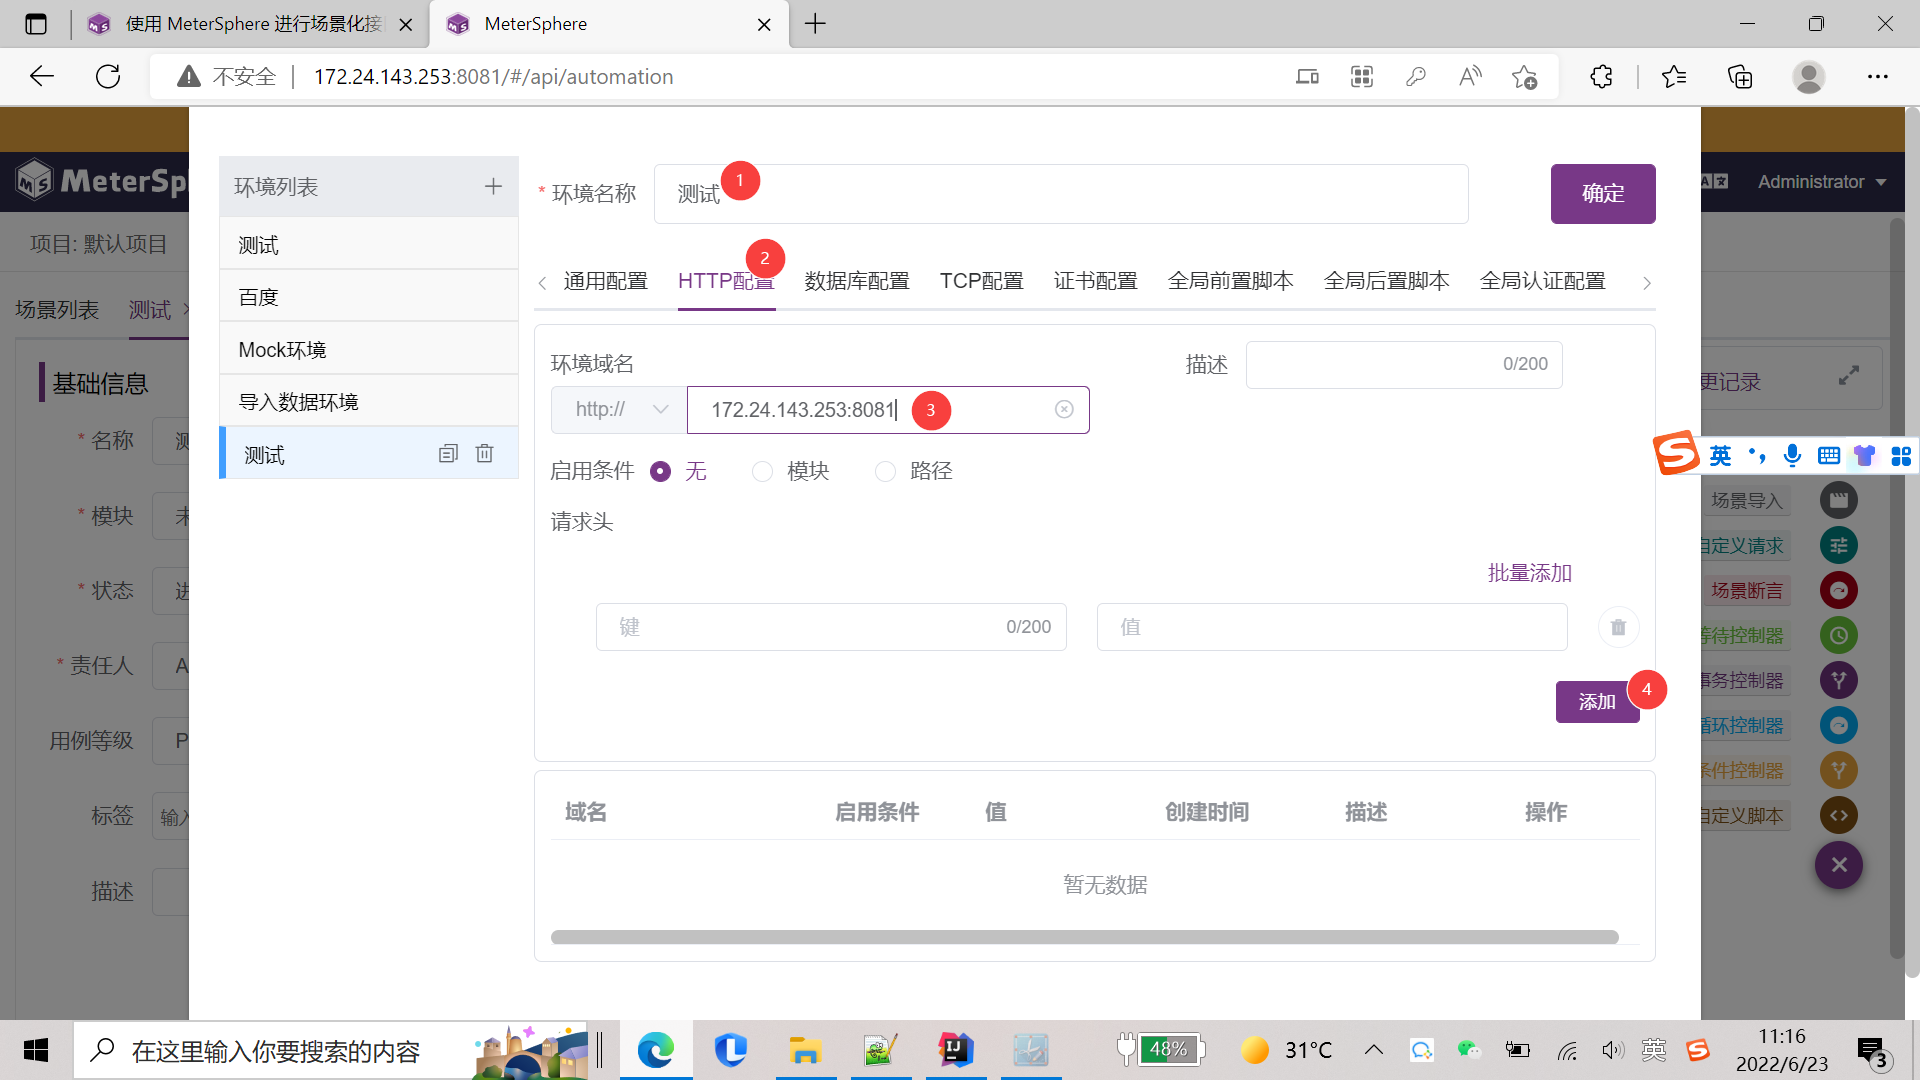 使用 MeterSphere 进行场景化接
MeterSphere
不安全
172.24.143.253:8081/#/api/automation
MeterSp
Administrator
项目: 默认项目
场景列表
测试
基础信息
* 名称
测
* 模块
* 状态
进
* 责任人
A
用例等级
P
标签
输入
描述
环境列表
测试
百度
Mock环境
导入数据环境
测试
* 环境名称
测试
1
确定
通用配置
HTTP配置
2
数据库配置
TCP配置
证书配置
全局前置脚本
全局后置脚本
全局认证配置
环境域名
描述
0/200
http://
172.24.143.253:8081
3
启用条件
无
模块
路径
请求头
批量添加
键
0/200
值
添加
4
域名
启用条件
值
创建时间
描述
操作
暂无数据
更记录
英
场景导入
自定义请求
场景断言
等待控制器
事务控制器
循环控制器
条件控制器
自定义脚本
在这里输入你要搜索的内容
48%
31°C
英
11:16
2022/6/23
3